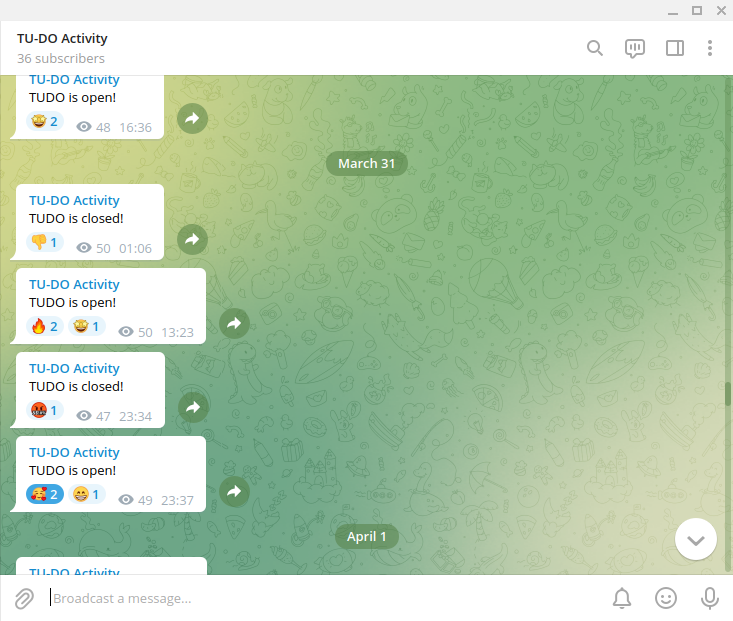 TU-DO Activity
36 subscribers
TU-DO Activity
TUDO is open!
2 48 16:36
March 31
TU-DO Activity
TUDO is closed!
1 50 01:06
TU-DO Activity
TUDO is open!
2 1 50 13:23
TU-DO Activity
TUDO is closed!
1 47 23:34
TU-DO Activity
TUDO is open!
2 1 49 23:37
April 1
TU-DO Activity
Broadcast a message...